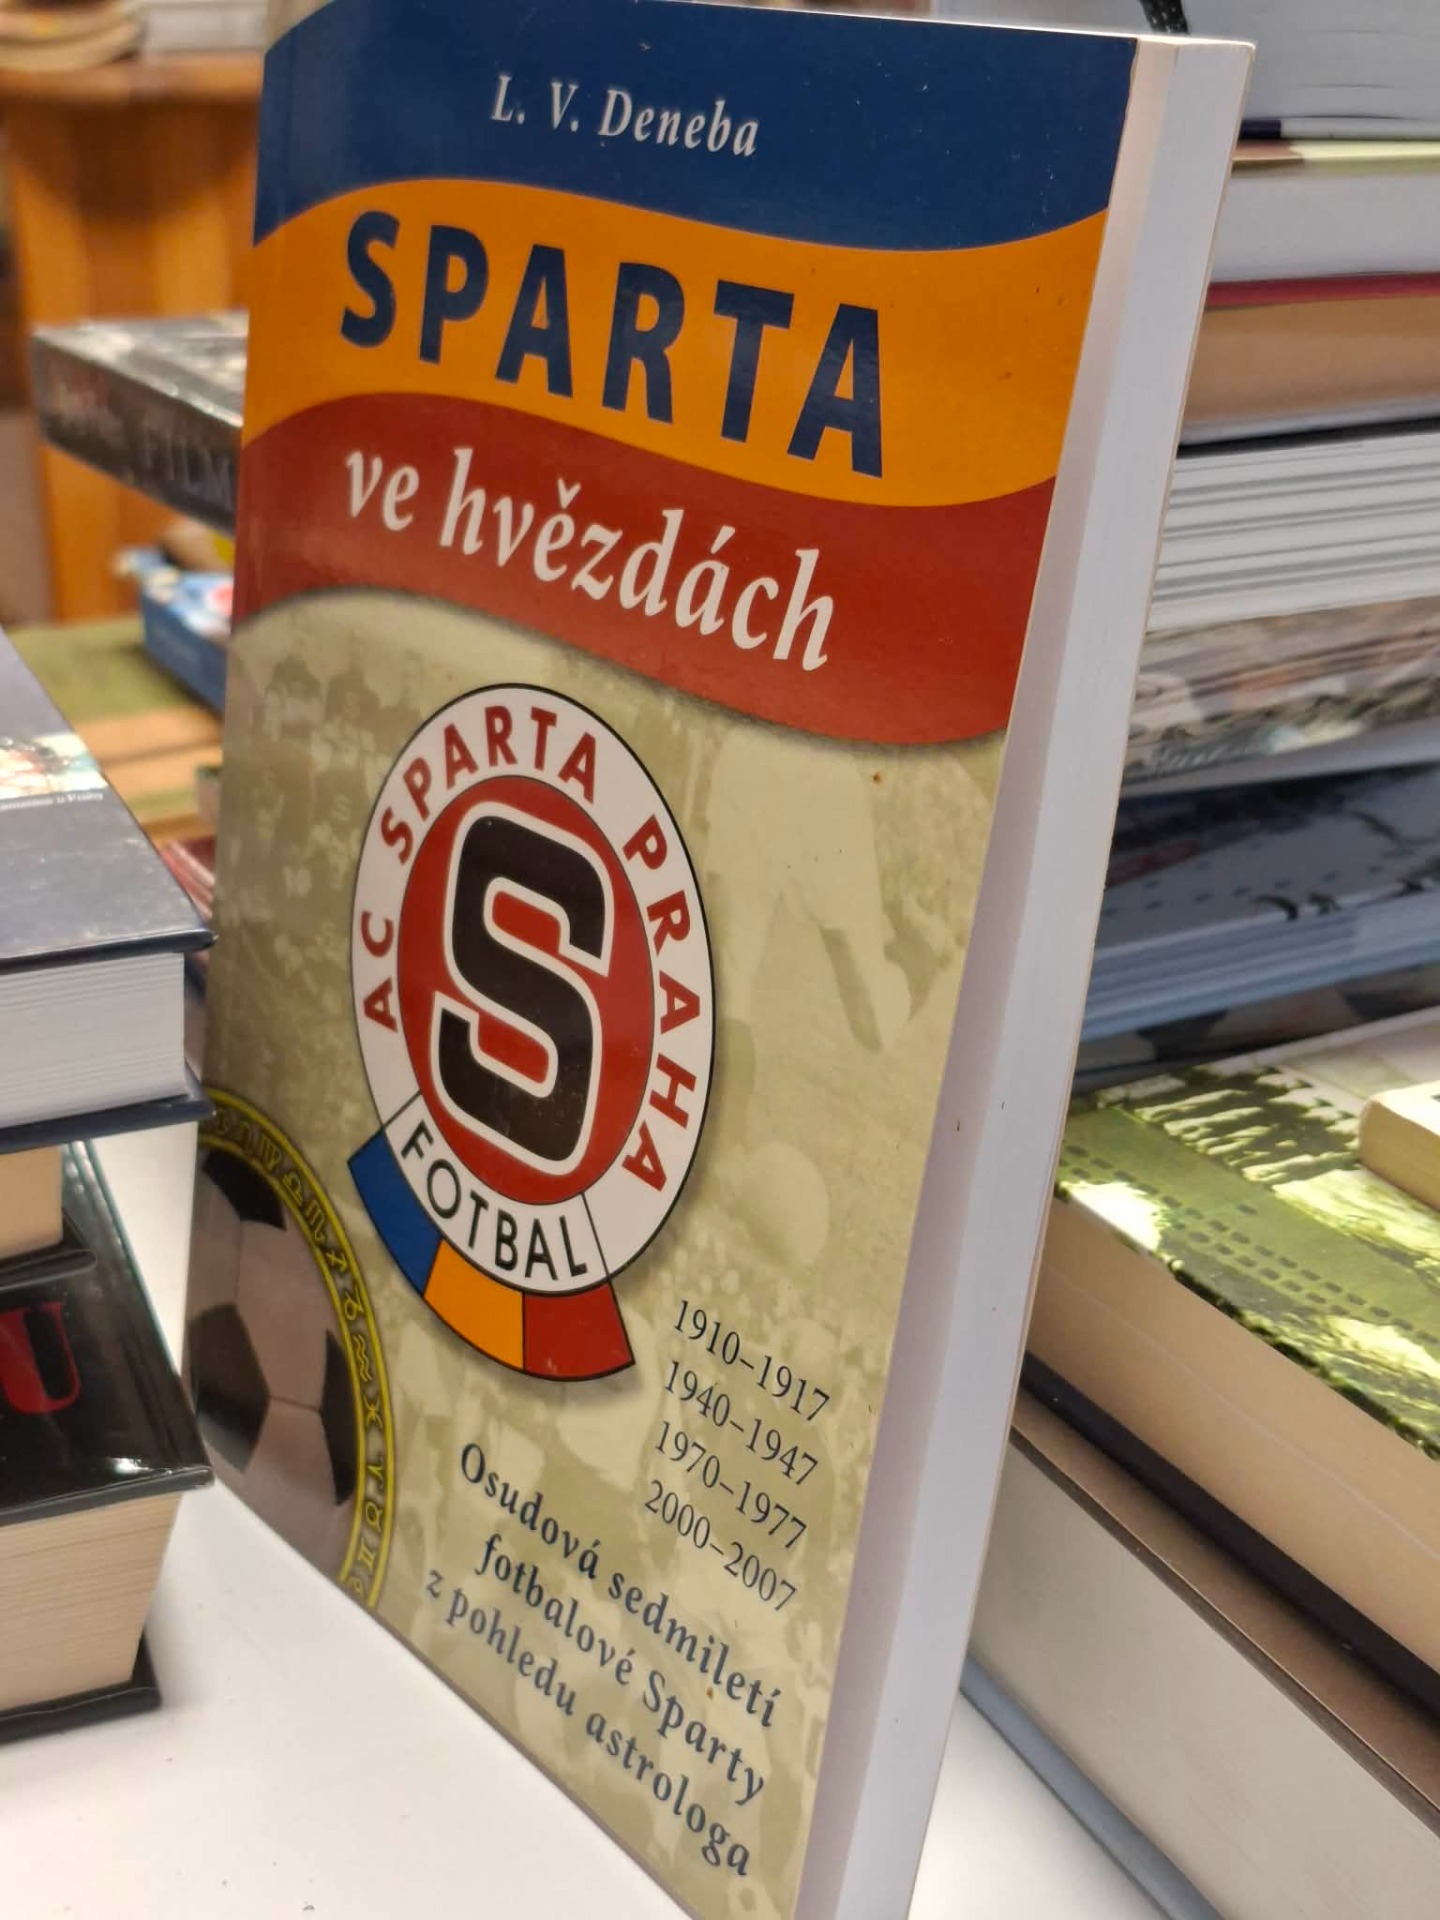 L. V. Deneba
SPARTA
ve hvězdách
AC SPARTA PRAHA
S
FOTBAL
1910–1917
1940–1947
1970–1977
2000–2007
Osudová sedmiletí
fotbalové Sparty
z pohledu astrologa
FILM
U